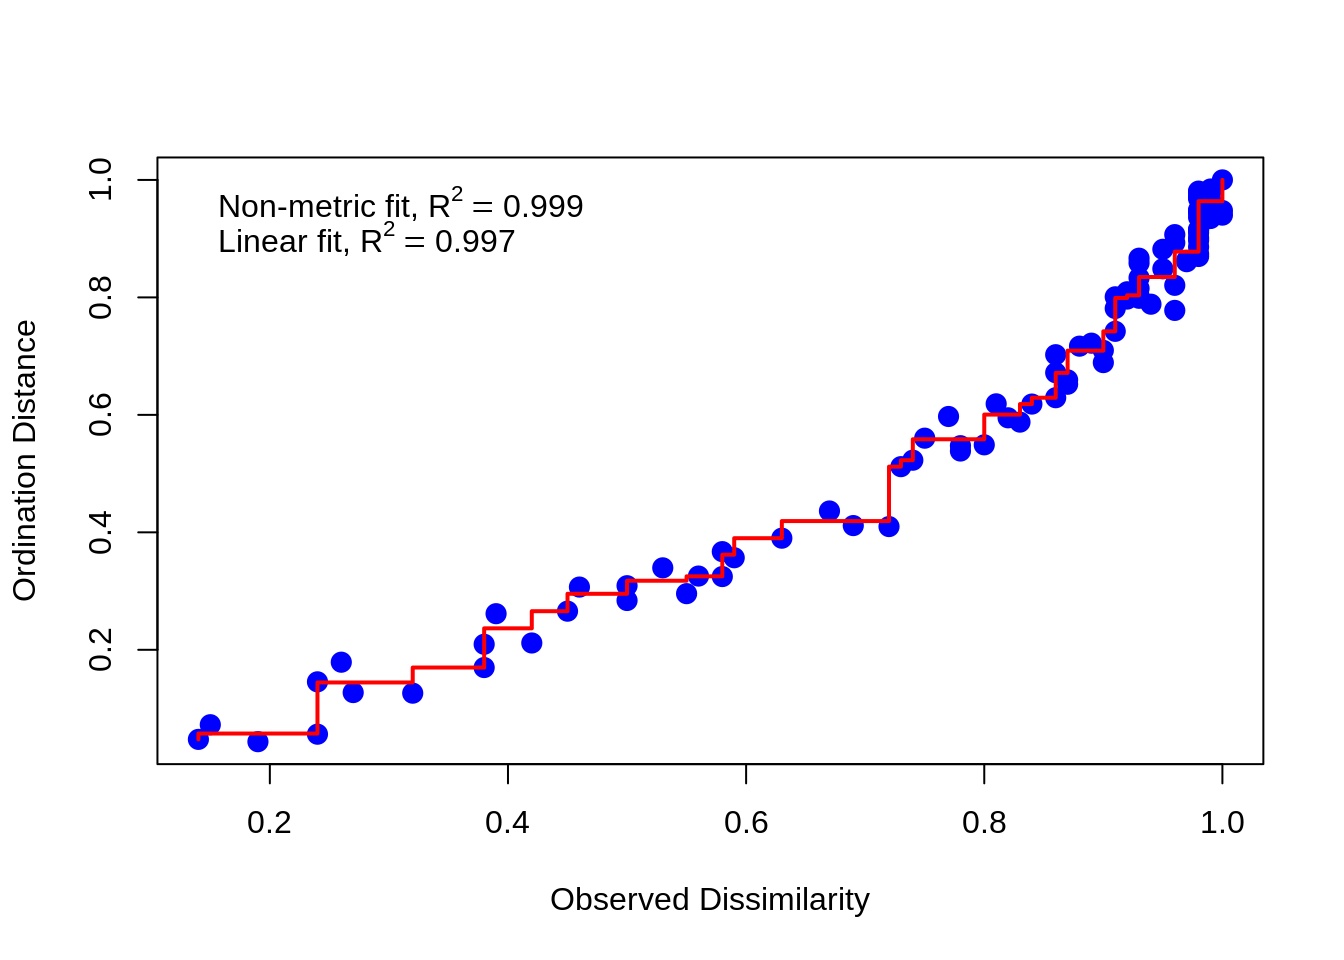 Non-metric fit, R² = 0.999
Linear fit, R² = 0.997
1.0
0.8
0.6
0.4
0.2
Ordination Distance
0.2 0.4 0.6 0.8 1.0
Observed Dissimilarity